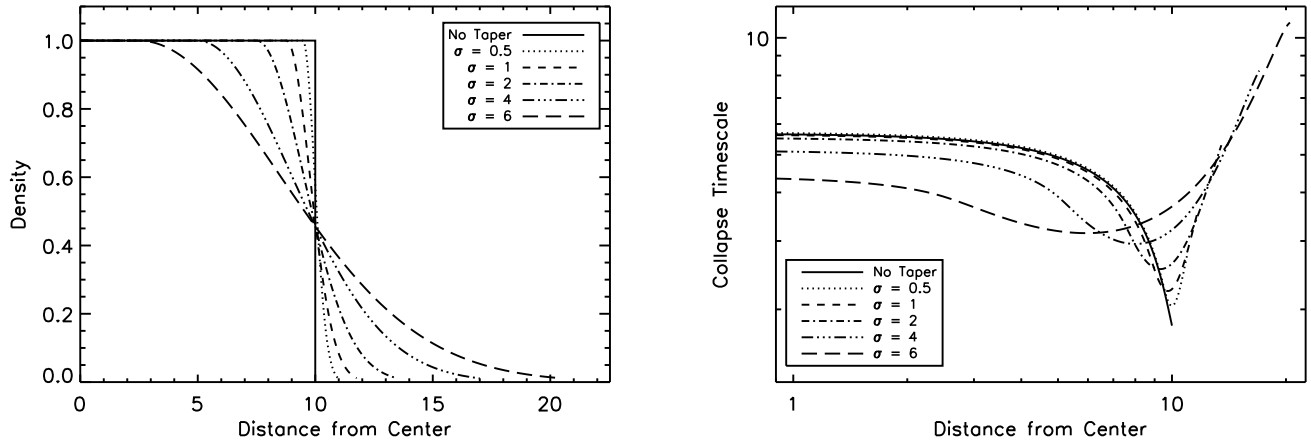 1.0
0.8
0.6
0.4
0.2
0.0
Density
0 5 10 15 20
Distance from Center
No Taper
σ = 0.5
σ = 1
σ = 2
σ = 4
σ = 6
10
Collapse Timescale
1 10
Distance from Center
No Taper
σ = 0.5
σ = 1
σ = 2
σ = 4
σ = 6